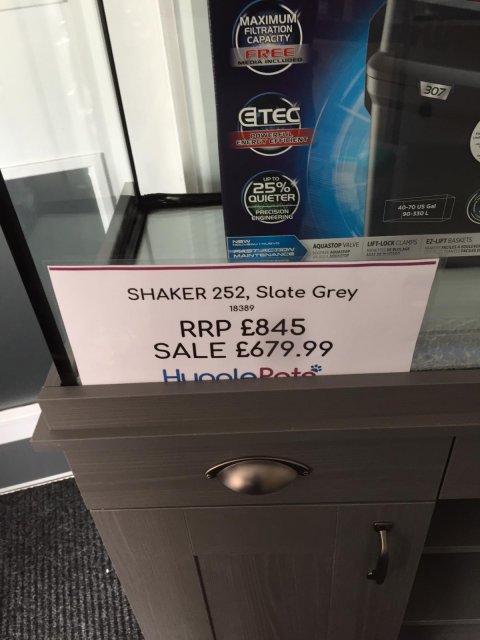 MAXIMUM
FILTRATION
CAPACITY
FREE
MEDIA INCLUDED
307
ETEC
POWERFUL
ENERGY EFFICIENT
UP TO
25%
QUIETER
PRECISION
ENGINEERING
40-70 US Gal
90-330 L
NEW
FAST ACTION
MAINTENANCE
AQUASTOP VALVE
LIFT-LOCK CLAMPS
EZ-LIFT BASKETS
SHAKER 252, Slate Grey
18389
RRP £845
SALE £679.99
HugglePets